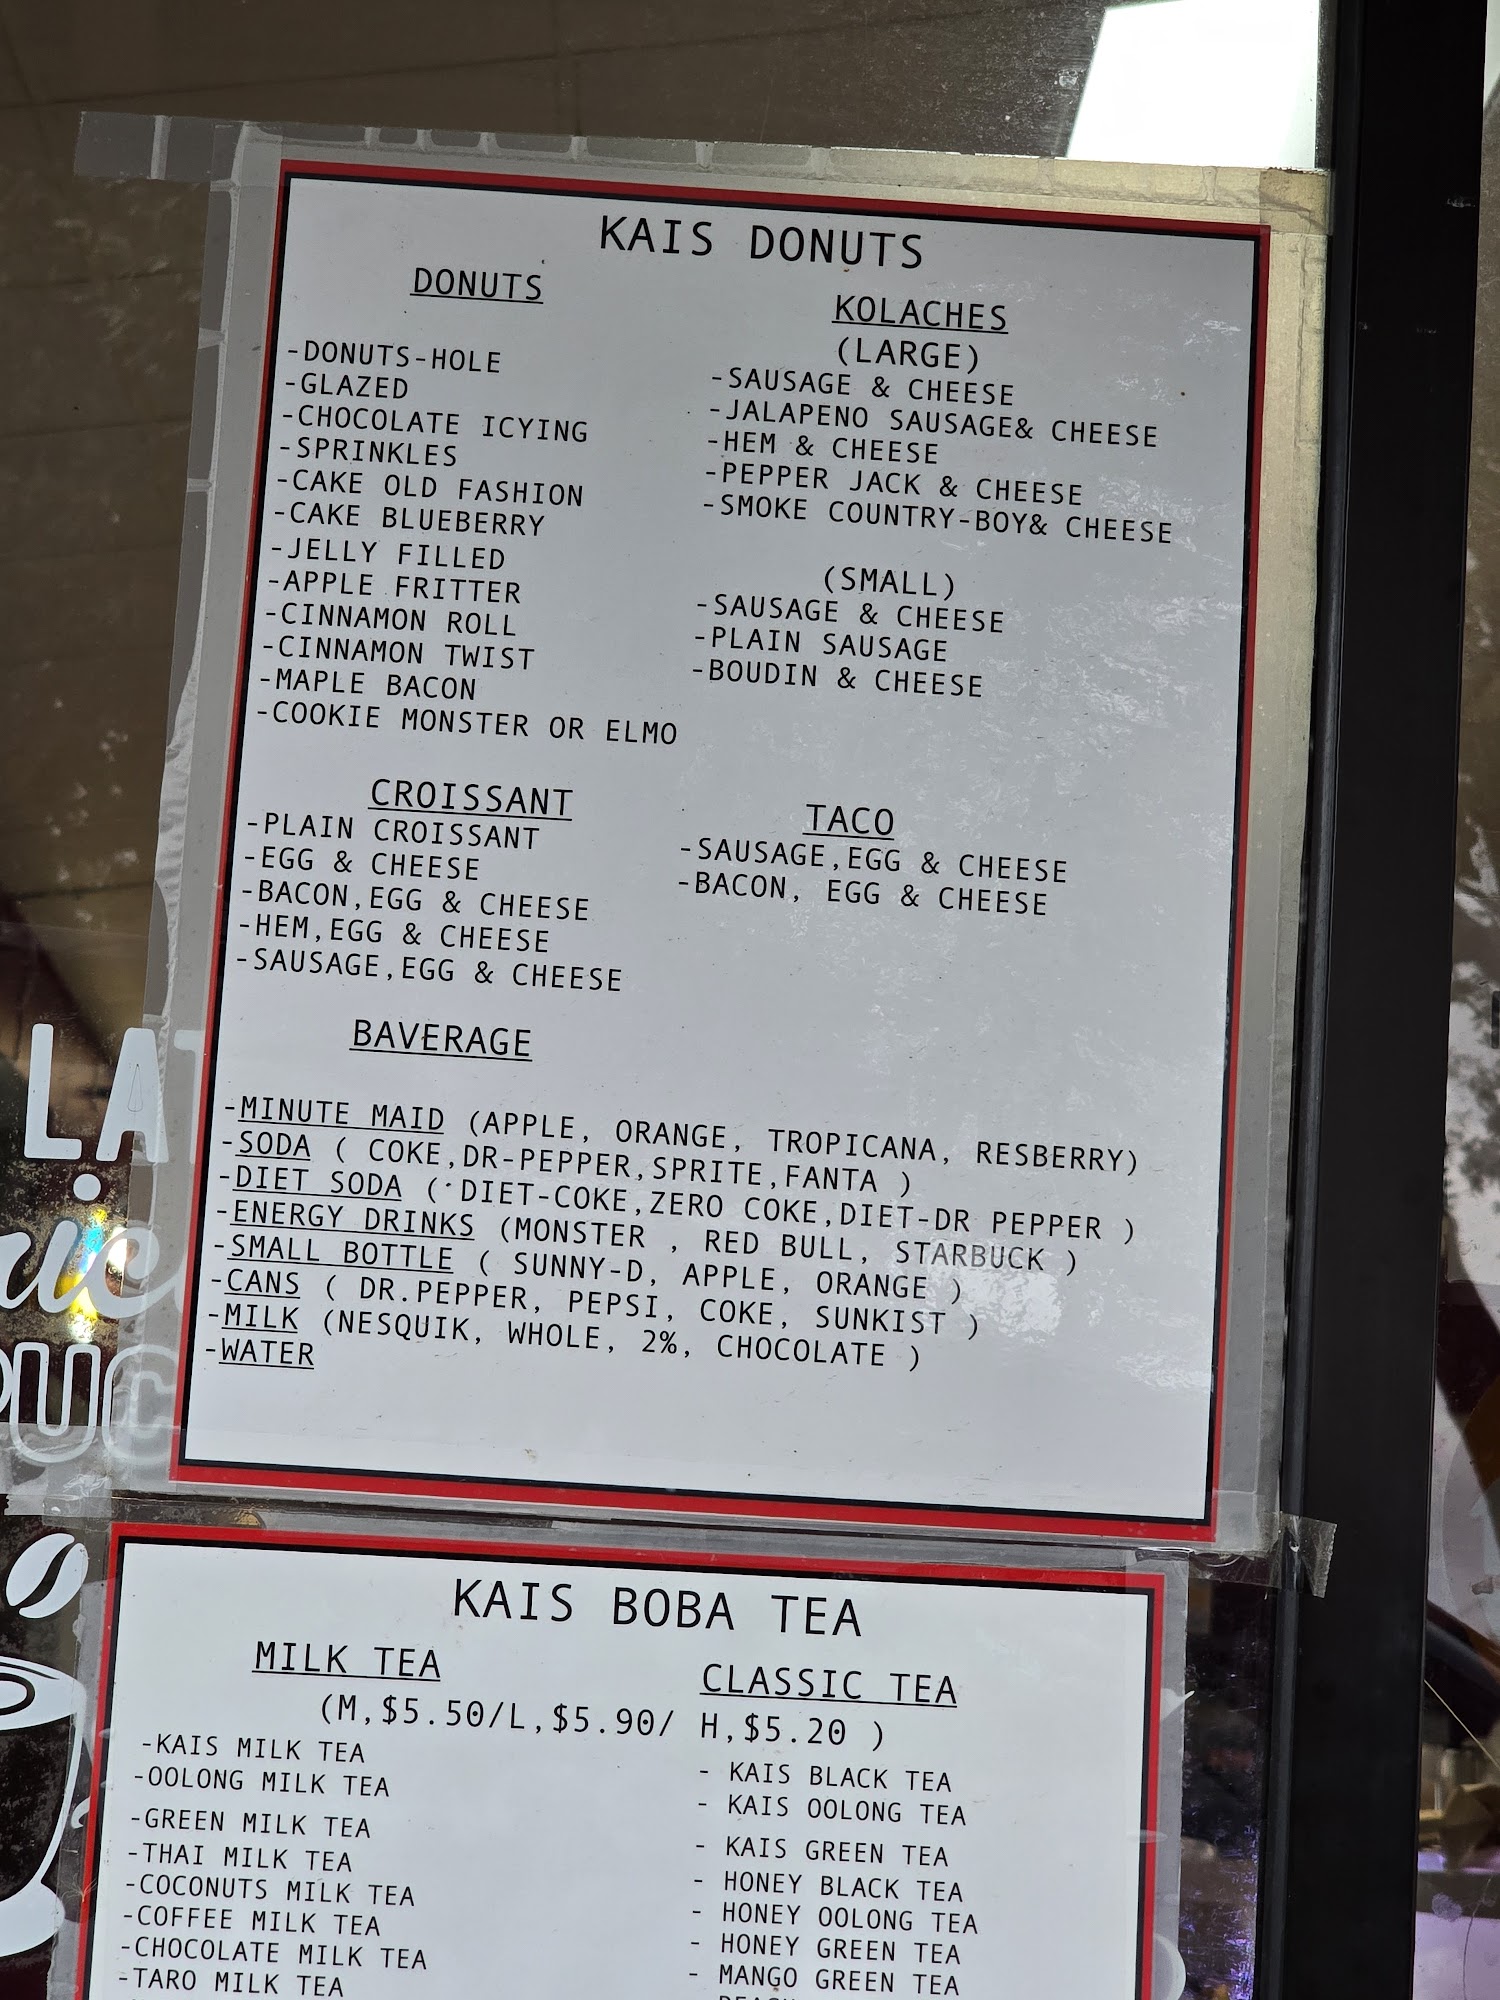 KAIS DONUTS
DONUTS
-DONUTS-HOLE
-GLAZED
-CHOCOLATE ICYING
-SPRINKLES
-CAKE OLD FASHION
-CAKE BLUEBERRY
-JELLY FILLED
-APPLE FRITTER
-CINNAMON ROLL
-CINNAMON TWIST
-MAPLE BACON
-COOKIE MONSTER OR ELMO
KOLACHES
(LARGE)
-SAUSAGE & CHEESE
-JALAPENO SAUSAGE& CHEESE
-HEM & CHEESE
-PEPPER JACK & CHEESE
-SMOKE COUNTRY-BOY& CHEESE
(SMALL)
-SAUSAGE & CHEESE
-PLAIN SAUSAGE
-BOUDIN & CHEESE
CROISSANT
-PLAIN CROISSANT
-EGG & CHEESE
-BACON,EGG & CHEESE
-HEM,EGG & CHEESE
-SAUSAGE,EGG & CHEESE
TACO
-SAUSAGE,EGG & CHEESE
-BACON, EGG & CHEESE
BAVERAGE
-MINUTE MAID (APPLE, ORANGE, TROPICANA, RESBERRY)
-SODA ( COKE,DR-PEPPER,SPRITE,FANTA )
-DIET SODA ( DIET-COKE,ZERO COKE,DIET-DR PEPPER )
-ENERGY DRINKS (MONSTER , RED BULL, STARBUCK )
-SMALL BOTTLE ( SUNNY-D, APPLE, ORANGE )
-CANS ( DR.PEPPER, PEPSI, COKE, SUNKIST )
-MILK (NESQUIK, WHOLE, 2%, CHOCOLATE )
-WATER
LA
KAIS BOBA TEA
MILK TEA
CLASSIC TEA
(M,$5.50/L,$5.90/ H,$5.20 )
-KAIS MILK TEA
-OOLONG MILK TEA
-GREEN MILK TEA
-THAI MILK TEA
-COCONUTS MILK TEA
-COFFEE MILK TEA
-CHOCOLATE MILK TEA
-TARO MILK TEA
- KAIS BLACK TEA
- KAIS OOLONG TEA
- KAIS GREEN TEA
- HONEY BLACK TEA
- HONEY OOLONG TEA
- HONEY GREEN TEA
- MANGO GREEN TEA